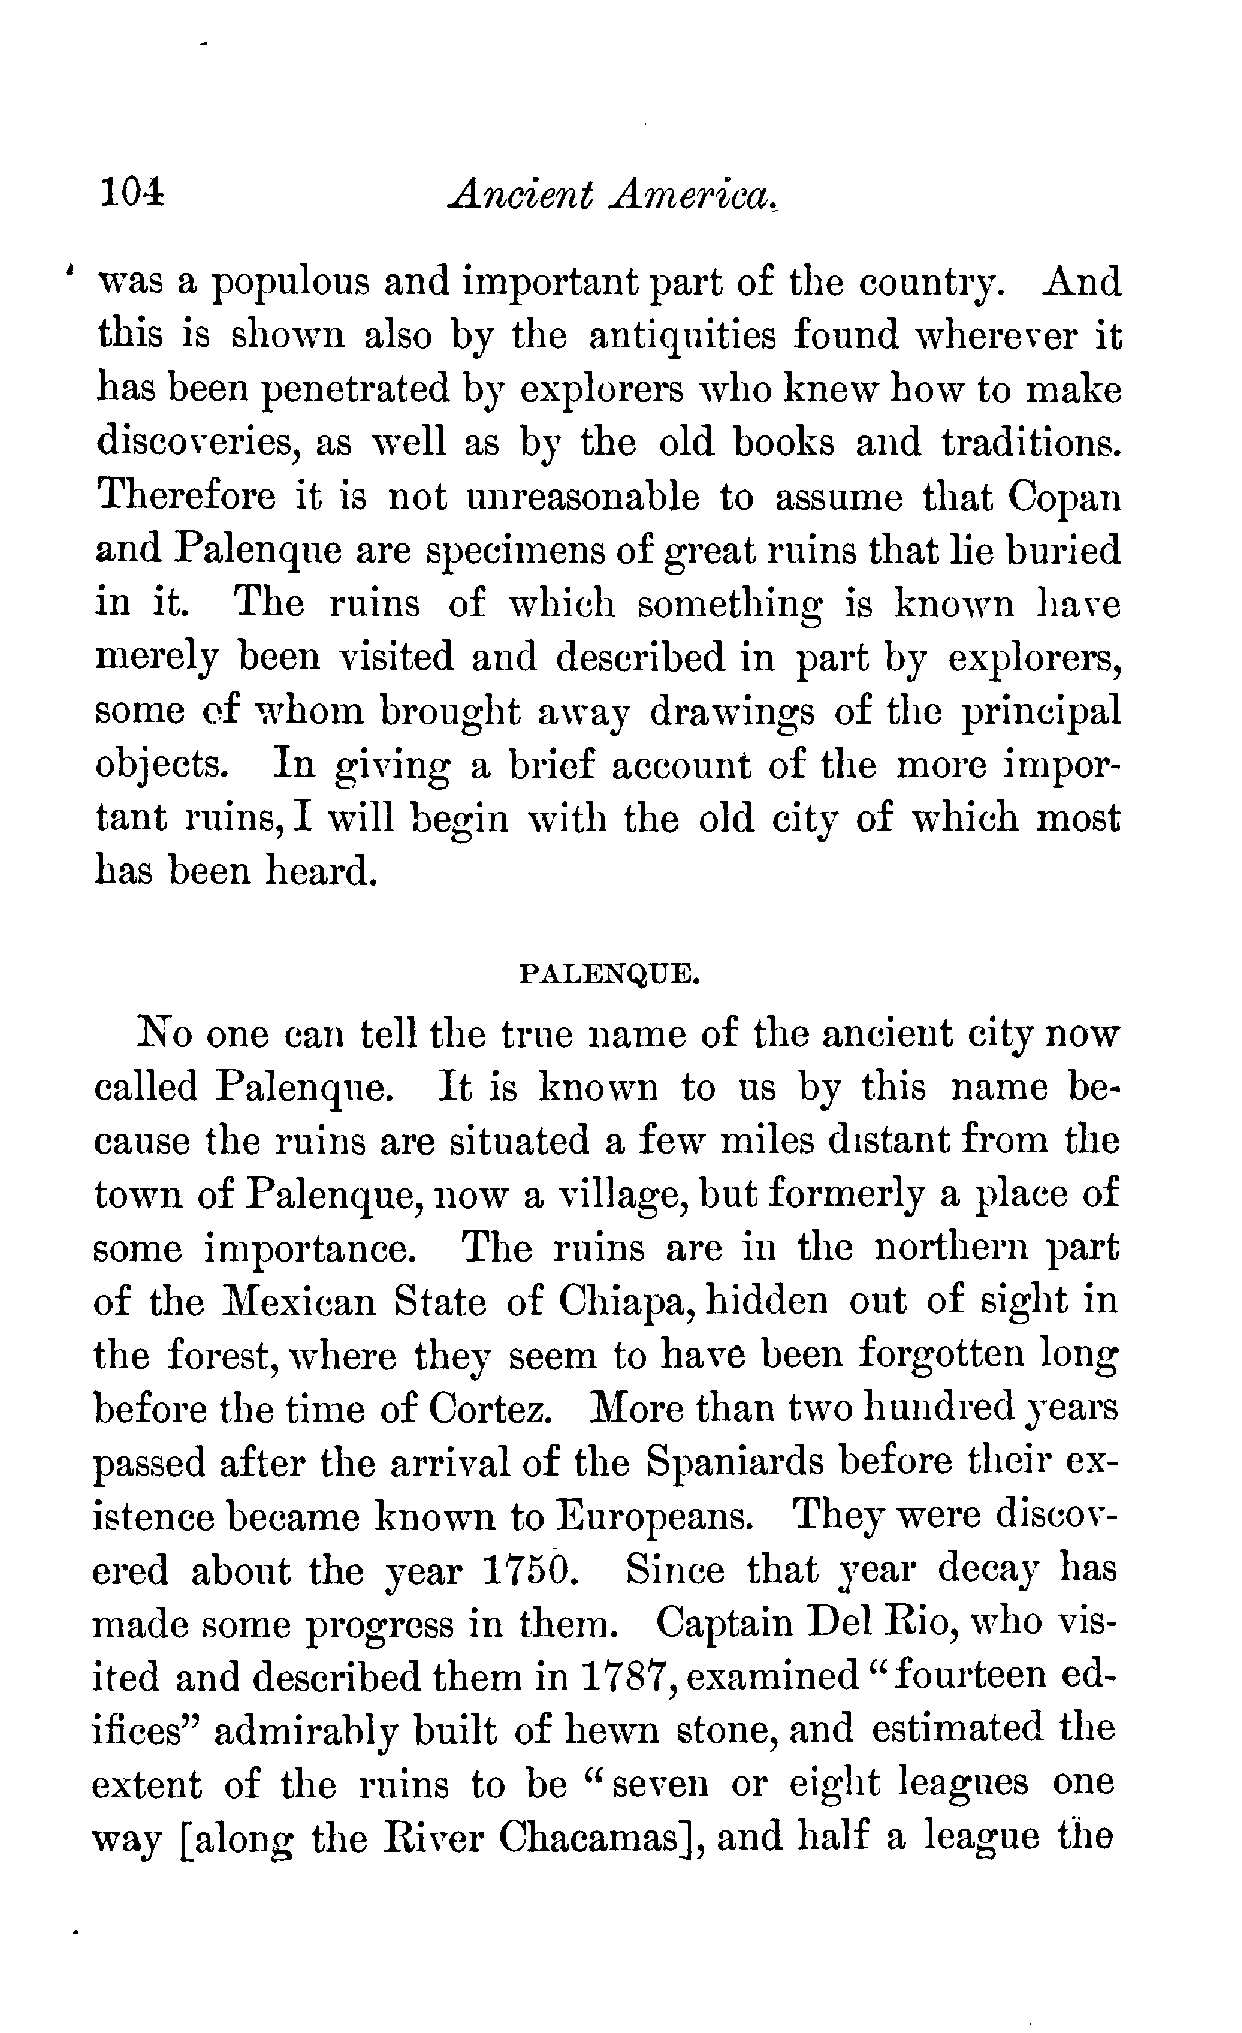 104 Ancient America.
was a populous and important part of the country. And
this is shown also by the antiquities found wherever it
has been penetrated by explorers who knew how to make
discoveries, as well as by the old books and traditions.
Therefore it is not unreasonable to assume that Copan
and Palenque are specimens of great ruins that lie buried
in it. The ruins of which something is known have
merely been visited and described in part by explorers,
some of whom brought away drawings of the principal
objects. In giving a brief account of the more impor-
tant ruins, I will begin with the old city of which most
has been heard.
PALENQUE.
No one can tell the true name of the ancient city now
called Palenque. It is known to us by this name be-
cause the ruins are situated a few miles distant from the
town of Palenque, now a village, but formerly a place of
some importance. The ruins are in the northern part
of the Mexican State of Chiapa, hidden out of sight in
the forest, where they seem to have been forgotten long
before the time of Cortez. More than two hundred years
passed after the arrival of the Spaniards before their ex-
istence became known to Europeans. They were discov-
ered about the year 1750. Since that year decay has
made some progress in them. Captain Del Rio, who vis-
ited and described them in 1787, examined "fourteen ed-
ifices" admirably built of hewn stone, and estimated the
extent of the ruins to be "seven or eight leagues one
way [along the River Chacamas], and half a league the